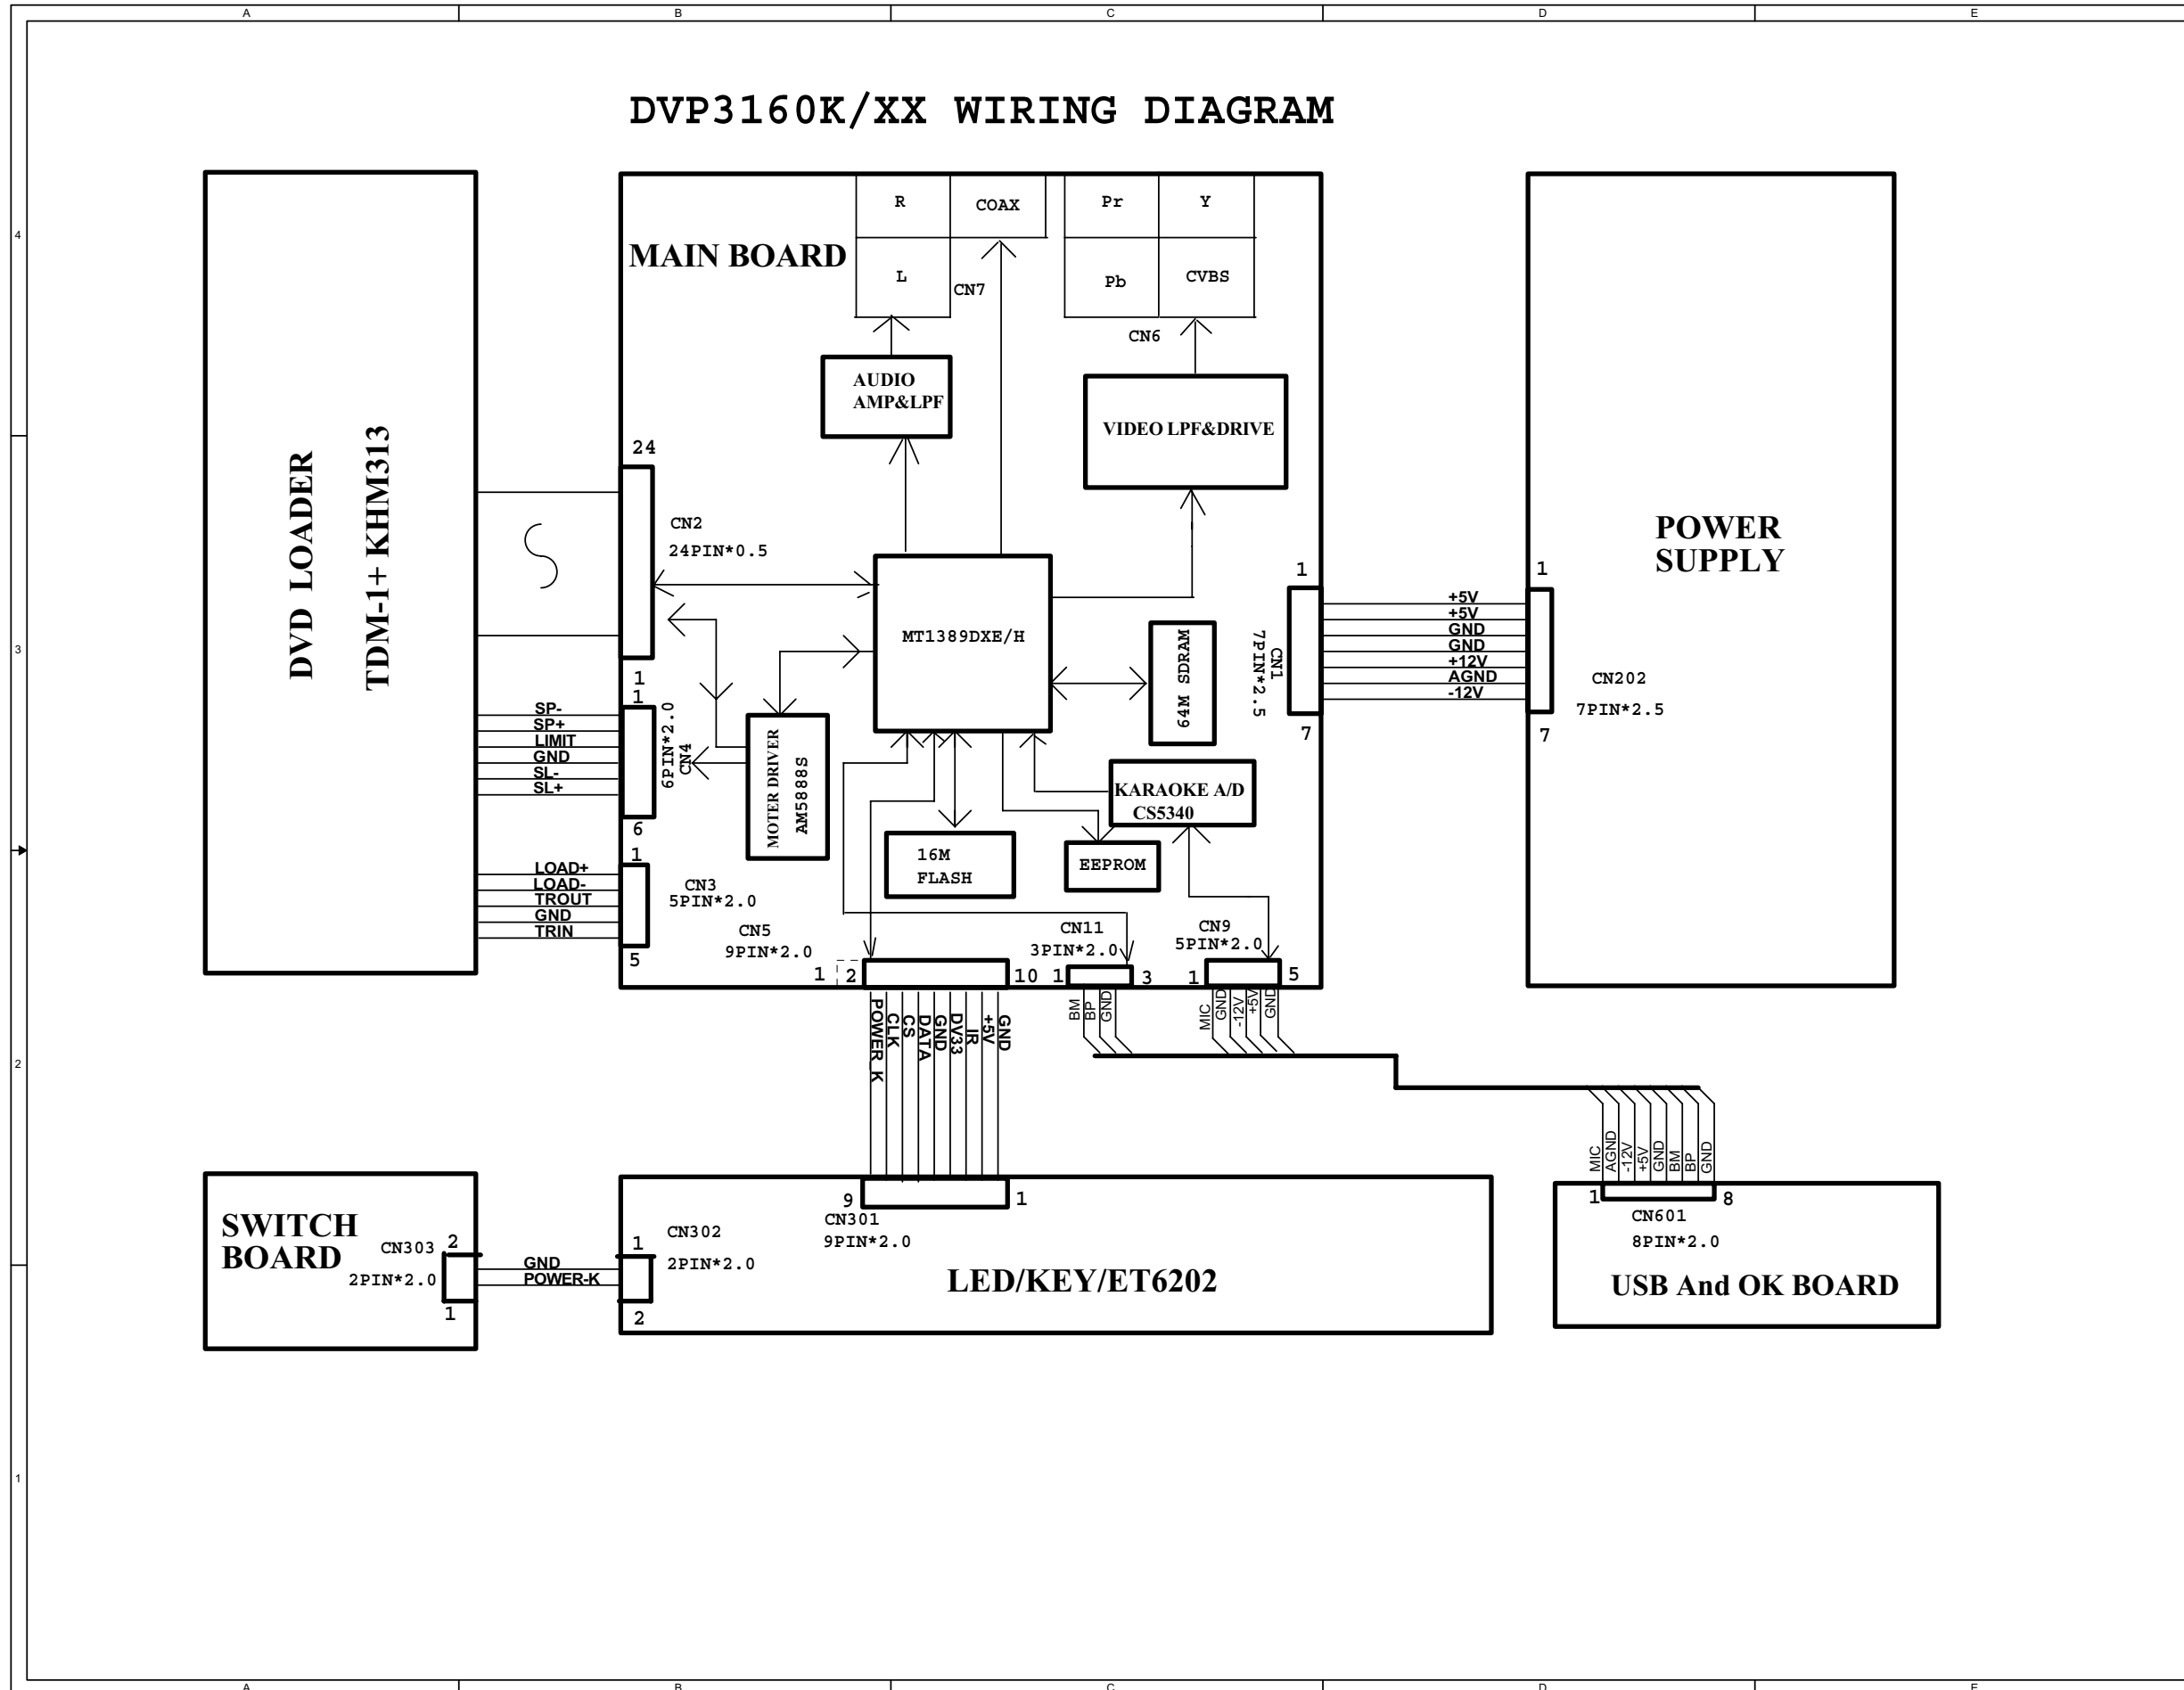 A
B
C
D
E
DVP3160K/XX WIRING DIAGRAM
4
3
2
1
DVD LOADER
TDM-1+ KHM313
MAIN BOARD
R
COAX
L
CN7
Pr
Y
Pb
CVBS
CN6
AUDIO
AMP&LPF
VIDEO LPF&DRIVE
24
CN2
24PIN*0.5
1
MT1389DXE/H
64M SDRAM
1
CN1
7PIN*2.5
7
POWER
SUPPLY
+5V
+5V
GND
GND
+12V
AGND
-12V
1
CN202
7PIN*2.5
7
SP-
SP+
LIMIT
GND
SL-
SL+
1
6PIN*2.0
CN4
6
MOTER DRIVER
AM5888S
KARAOKE A/D
CS5340
16M
FLASH
EEPROM
LOAD+
LOAD-
TROUT
GND
TRIN
1
CN3
5PIN*2.0
5
CN5
9PIN*2.0
1
2
10
CN11
3PIN*2.0
1
3
CN9
5PIN*2.0
1
5
POWER K
CLK
CS
DATA
GND
DV33
IR
+5V
GND
BM
BP
GND
MIC
GND
-12V
+5V
GND
MIC
AGND
-12V
+5V
GND
BM
BP
GND
1
8
CN601
8PIN*2.0
USB And OK BOARD
SWITCH
BOARD
CN303
2PIN*2.0
2
1
GND
POWER-K
1
2
CN302
2PIN*2.0
9
1
CN301
9PIN*2.0
LED/KEY/ET6202
A
B
C
D
E